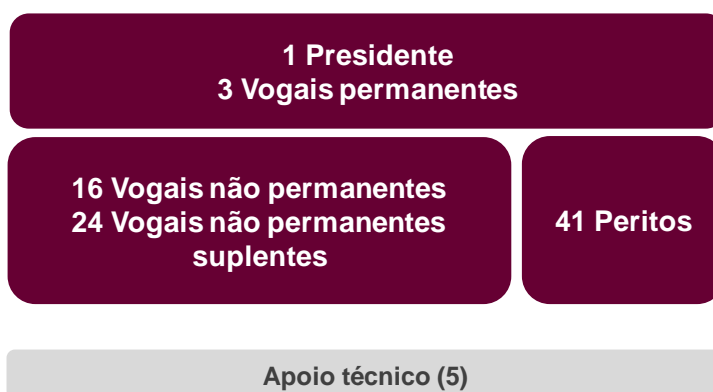 1 Presidente
3 Vogais permanentes
16 Vogais não permanentes
24 Vogais não permanentes
suplentes
41 Peritos
Apoio técnico (5)